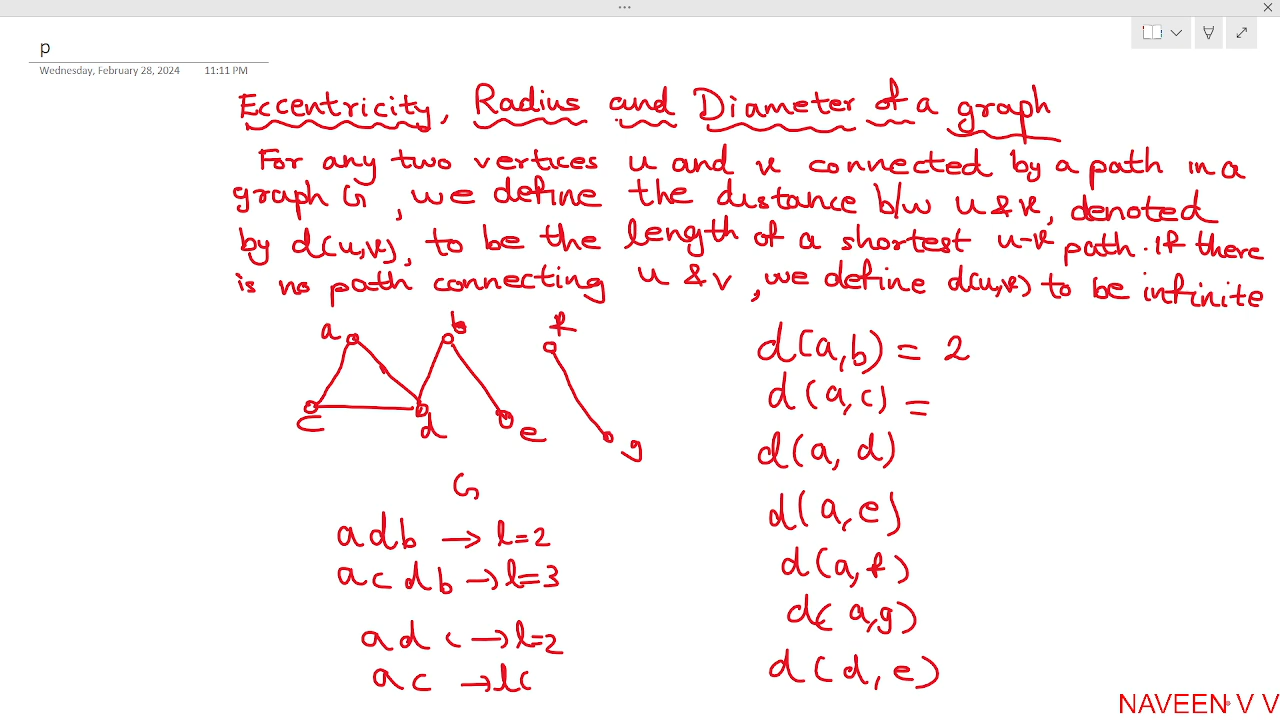 p
Wednesday, February 28, 2024 11:11 PM
Eccentricity, Radius and Diameter of a graph
For any two vertices u and v connected by a path in a
graph G, we define the distance b/w u & v, denoted
by d(u,v), to be the length of a shortest u-v path. If there
is no path connecting u & v, we define d(u,v) to be infinite
a b f
c d e g
G
adb → l=2
acdb → l=3
adc → l=2
ac → l
d(a,b) = 2
d(a,c) =
d(a,d)
d(a,e)
d(a,f)
d(a,g)
d(d,e)
NAVEEN V V